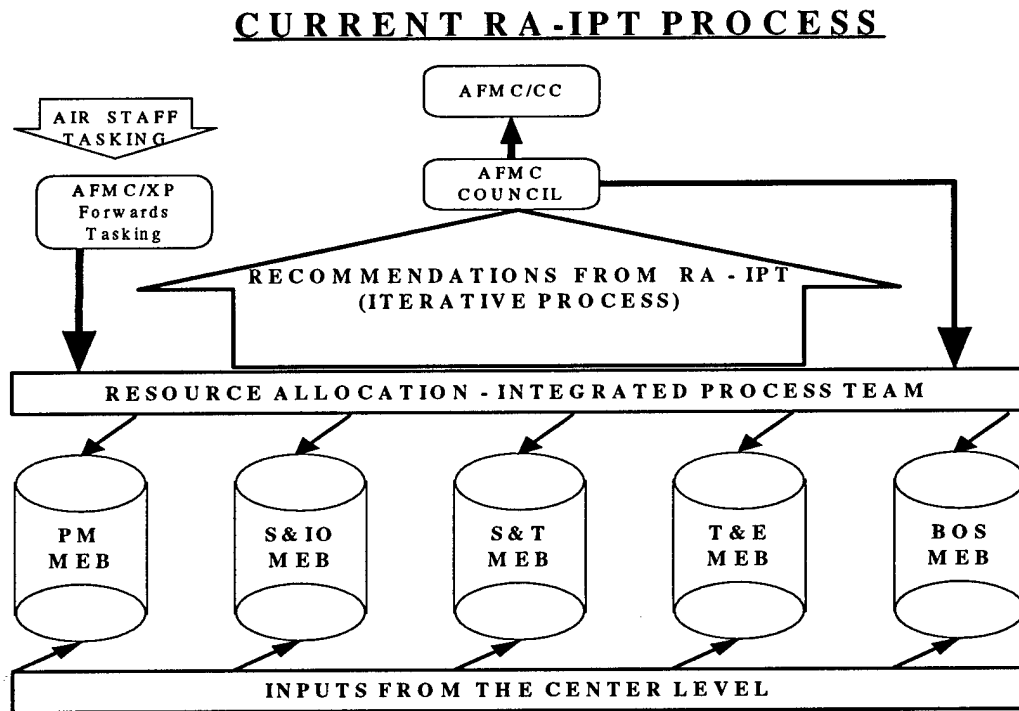 CURRENT RA-IPT PROCESS
AFMC/CC
AIR STAFF
TASKING
AFMC
COUNCIL
AFMC/XP
Forwards
Tasking
RECOMMENDATIONS FROM RA - IPT
(ITERATIVE PROCESS)
RESOURCE ALLOCATION - INTEGRATED PROCESS TEAM
PM
MEB
S&IO
MEB
S&T
MEB
T&E
MEB
BOS
MEB
INPUTS FROM THE CENTER LEVEL